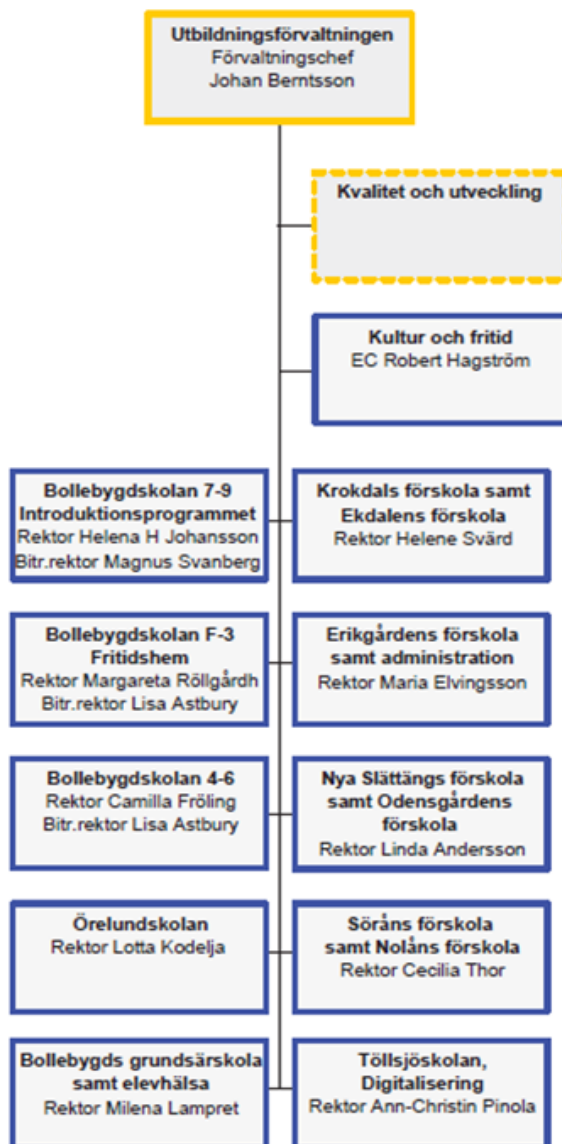 Utbildningsförvaltningen
Förvaltningschef
Johan Berntsson
Kvalitet och utveckling
Kultur och fritid
EC Robert Hagström
Bollebygdskolan 7-9
Introduktionsprogrammet
Rektor Helena H Johansson
Bitr.rektor Magnus Svanberg
Krokdals förskola samt
Ekdalens förskola
Rektor Helene Svärd
Bollebygdskolan F-3
Fritidshem
Rektor Margareta Röllgårdh
Bitr.rektor Lisa Astbury
Erikgårdens förskola
samt administration
Rektor Maria Elvingsson
Bollebygdskolan 4-6
Rektor Camilla Fröling
Bitr.rektor Lisa Astbury
Nya Slättängs förskola
samt Odensgårdens
förskola
Rektor Linda Andersson
Örelundskolan
Rektor Lotta Kodelja
Söråns förskola
samt Nolåns förskola
Rektor Cecilia Thor
Bollebygds grundsärskola
samt elevhälsa
Rektor Milena Lampret
Töllsjöskolan,
Digitalisering
Rektor Ann-Christin Pinola